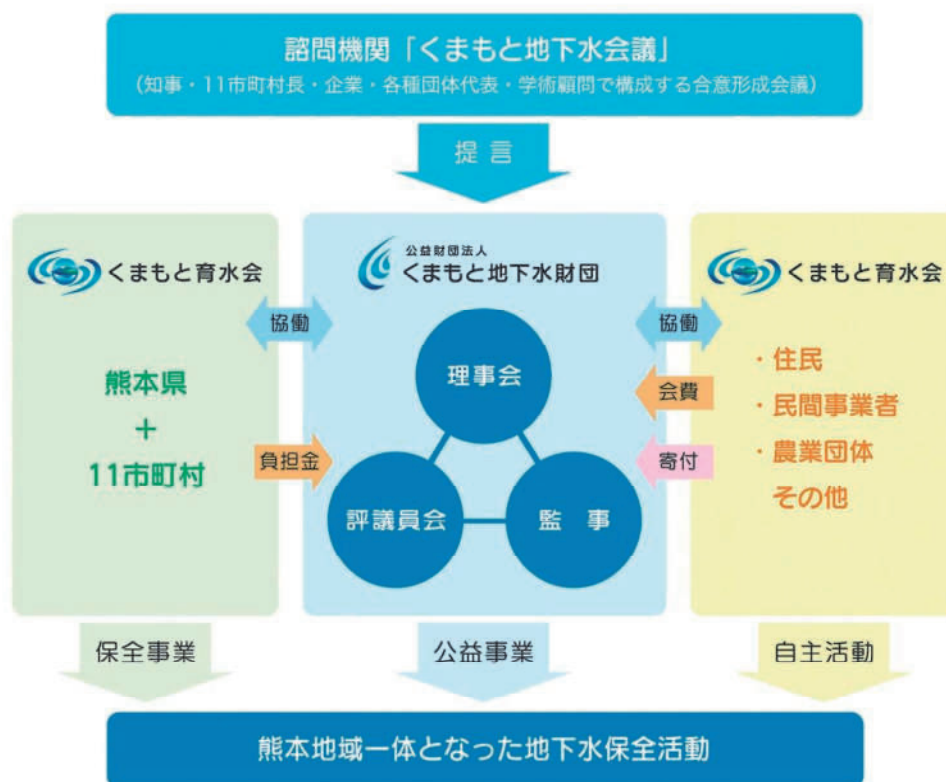 諮問機関「くまもと地下水会議」
（知事・11市町村長・企業・各種団体代表・学術顧問で構成する合意形成会議）
提言
くまもと育水会
協働
熊本県
+
11市町村
負担金
公益財団法人
くまもと地下水財団
理事会
評議員会
監事
くまもと育水会
協働
会費
寄付
・住民
・民間事業者
・農業団体
その他
保全事業
公益事業
自主活動
熊本地域一体となった地下水保全活動